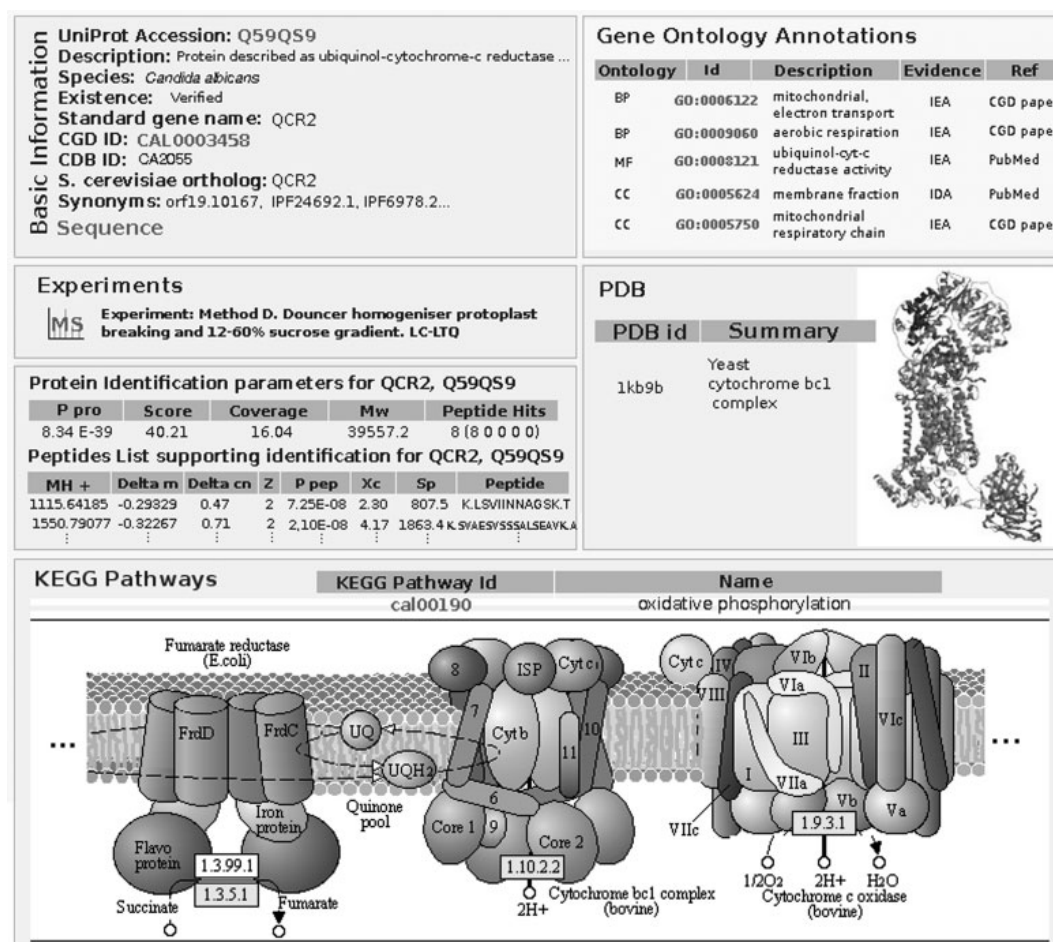 Basic Information
UniProt Accession: Q59QS9
Description: Protein described as ubiquinol-cytochrome-c reductase ...
Species: Candida albicans
Existence: Verified
Standard gene name: QCR2
CGD ID: CAL0003458
CDB ID: CA2055
S. cerevisiae ortholog: QCR2
Synonyms: orf19.10167, IPF24692.1, IPF6978.2...
Sequence
Gene Ontology Annotations
Ontology Id Description Evidence Ref
BP GO:0006122 mitochondrial, electron transport IEA CGD pape
BP GO:0009060 aerobic respiration IEA CGD pape
MF GO:0008121 ubiquinol-cyt-c reductase activity IEA PubMed
CC GO:0005624 membrane fraction IDA PubMed
CC GO:0005750 mitochondrial respiratory chain IEA CGD pape
Experiments
MS
Experiment: Method D. Douncer homogeniser protoplast
breaking and 12-60% sucrose gradient. LC-LTQ
PDB
PDB id Summary
1kb9b Yeast
cytochrome bc1
complex
Protein Identification parameters for QCR2, Q59QS9
P pro Score Coverage Mw Peptide Hits
8.34 E-39 40.21 16.04 39557.2 8 (8 0 0 0 0)
Peptides List supporting identification for QCR2, Q59QS9
MH + Delta m Delta cn Z P pep Xc Sp Peptide
1115.64185 -0.29329 0.47 2 7.25E-08 2.30 807.5 K.LSVIINNAGSK.T
1550.79077 -0.32267 0.71 2 2,10E-08 4.17 1863.4 K.SVAESVSSSALSEAVK.A
KEGG Pathways
KEGG Pathway Id Name
cal00190 oxidative phosphorylation
Fumarate reductase
(E.coli)
FrdD
FrdC
UQ
UQH2
Quinone
pool
Iron
protein
Flavo
protein
1.3.99.1
1.3.5.1
Succinate
Fumarate
...
8
ISP
Cytc1
7
Cytb
11
10
6
Core 1
9
Core 2
1.10.2.2
2H+
Cytochrome bc1 complex
(bovine)
Cytc
IV
VIII
VIb
VIa
II
VIc
III
I
VIIa
VIIc
Vb
Va
1.9.3.1
1/2O2
2H+
H2O
Cytochrome c oxidase
(bovine)
...